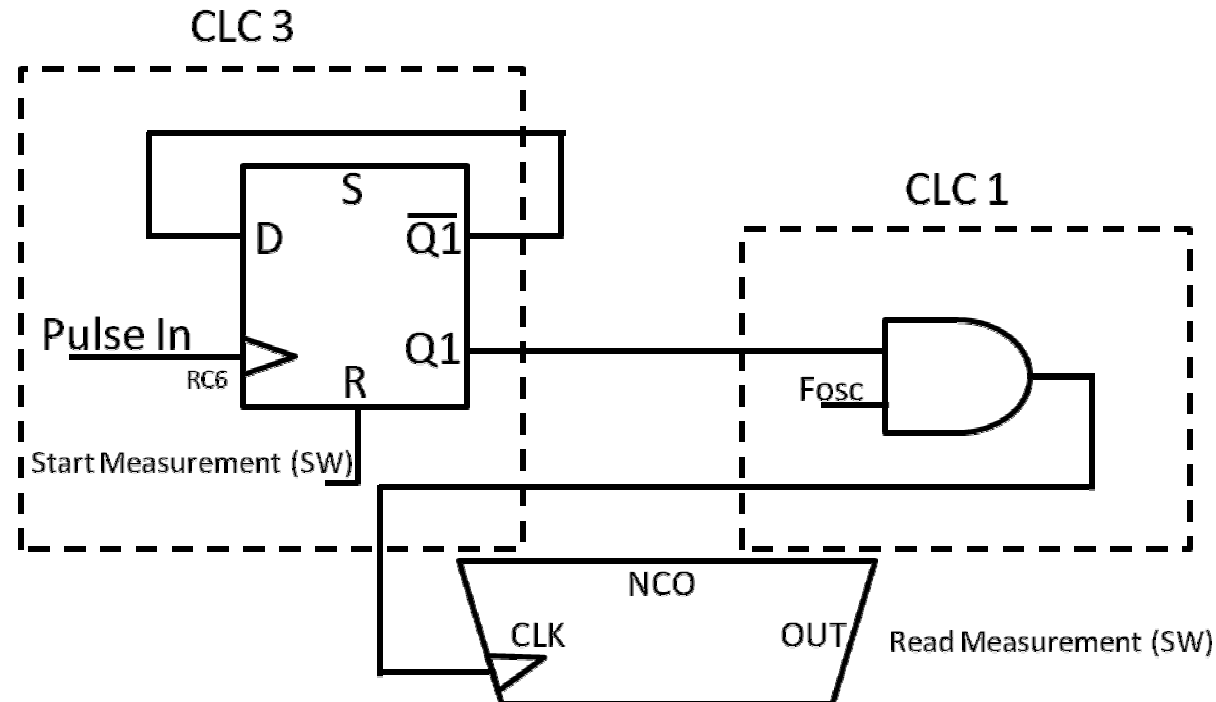 CLC 3
S
D
Q1
Pulse In
RC6
Q1
R
Start Measurement (SW)
CLC 1
Fosc
NCO
CLK
OUT
Read Measurement (SW)